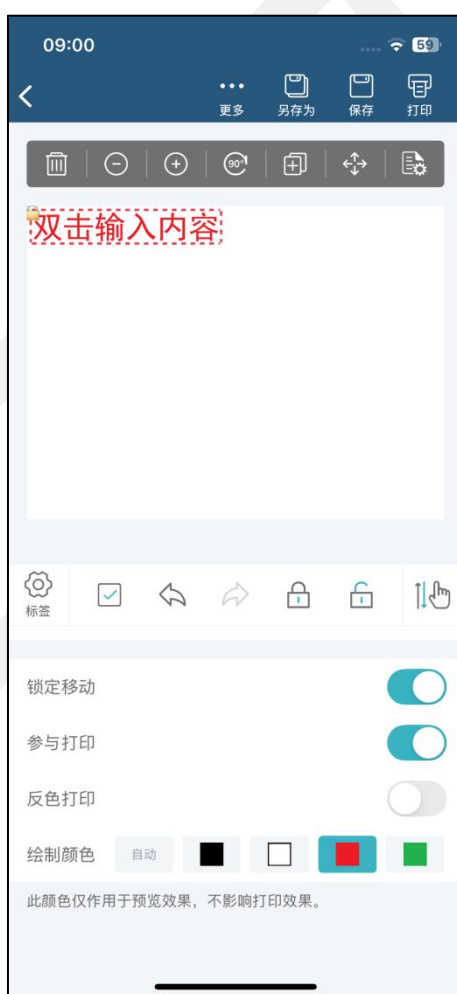 09:00
59
更多
另存为
保存
打印
90°
双击输入内容
标签
锁定移动
参与打印
反色打印
绘制颜色
自动
此颜色仅作用于预览效果，不影响打印效果。